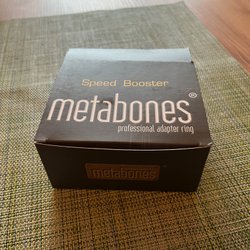 Speed Booster
metabones®
professional adapter ring
metabones